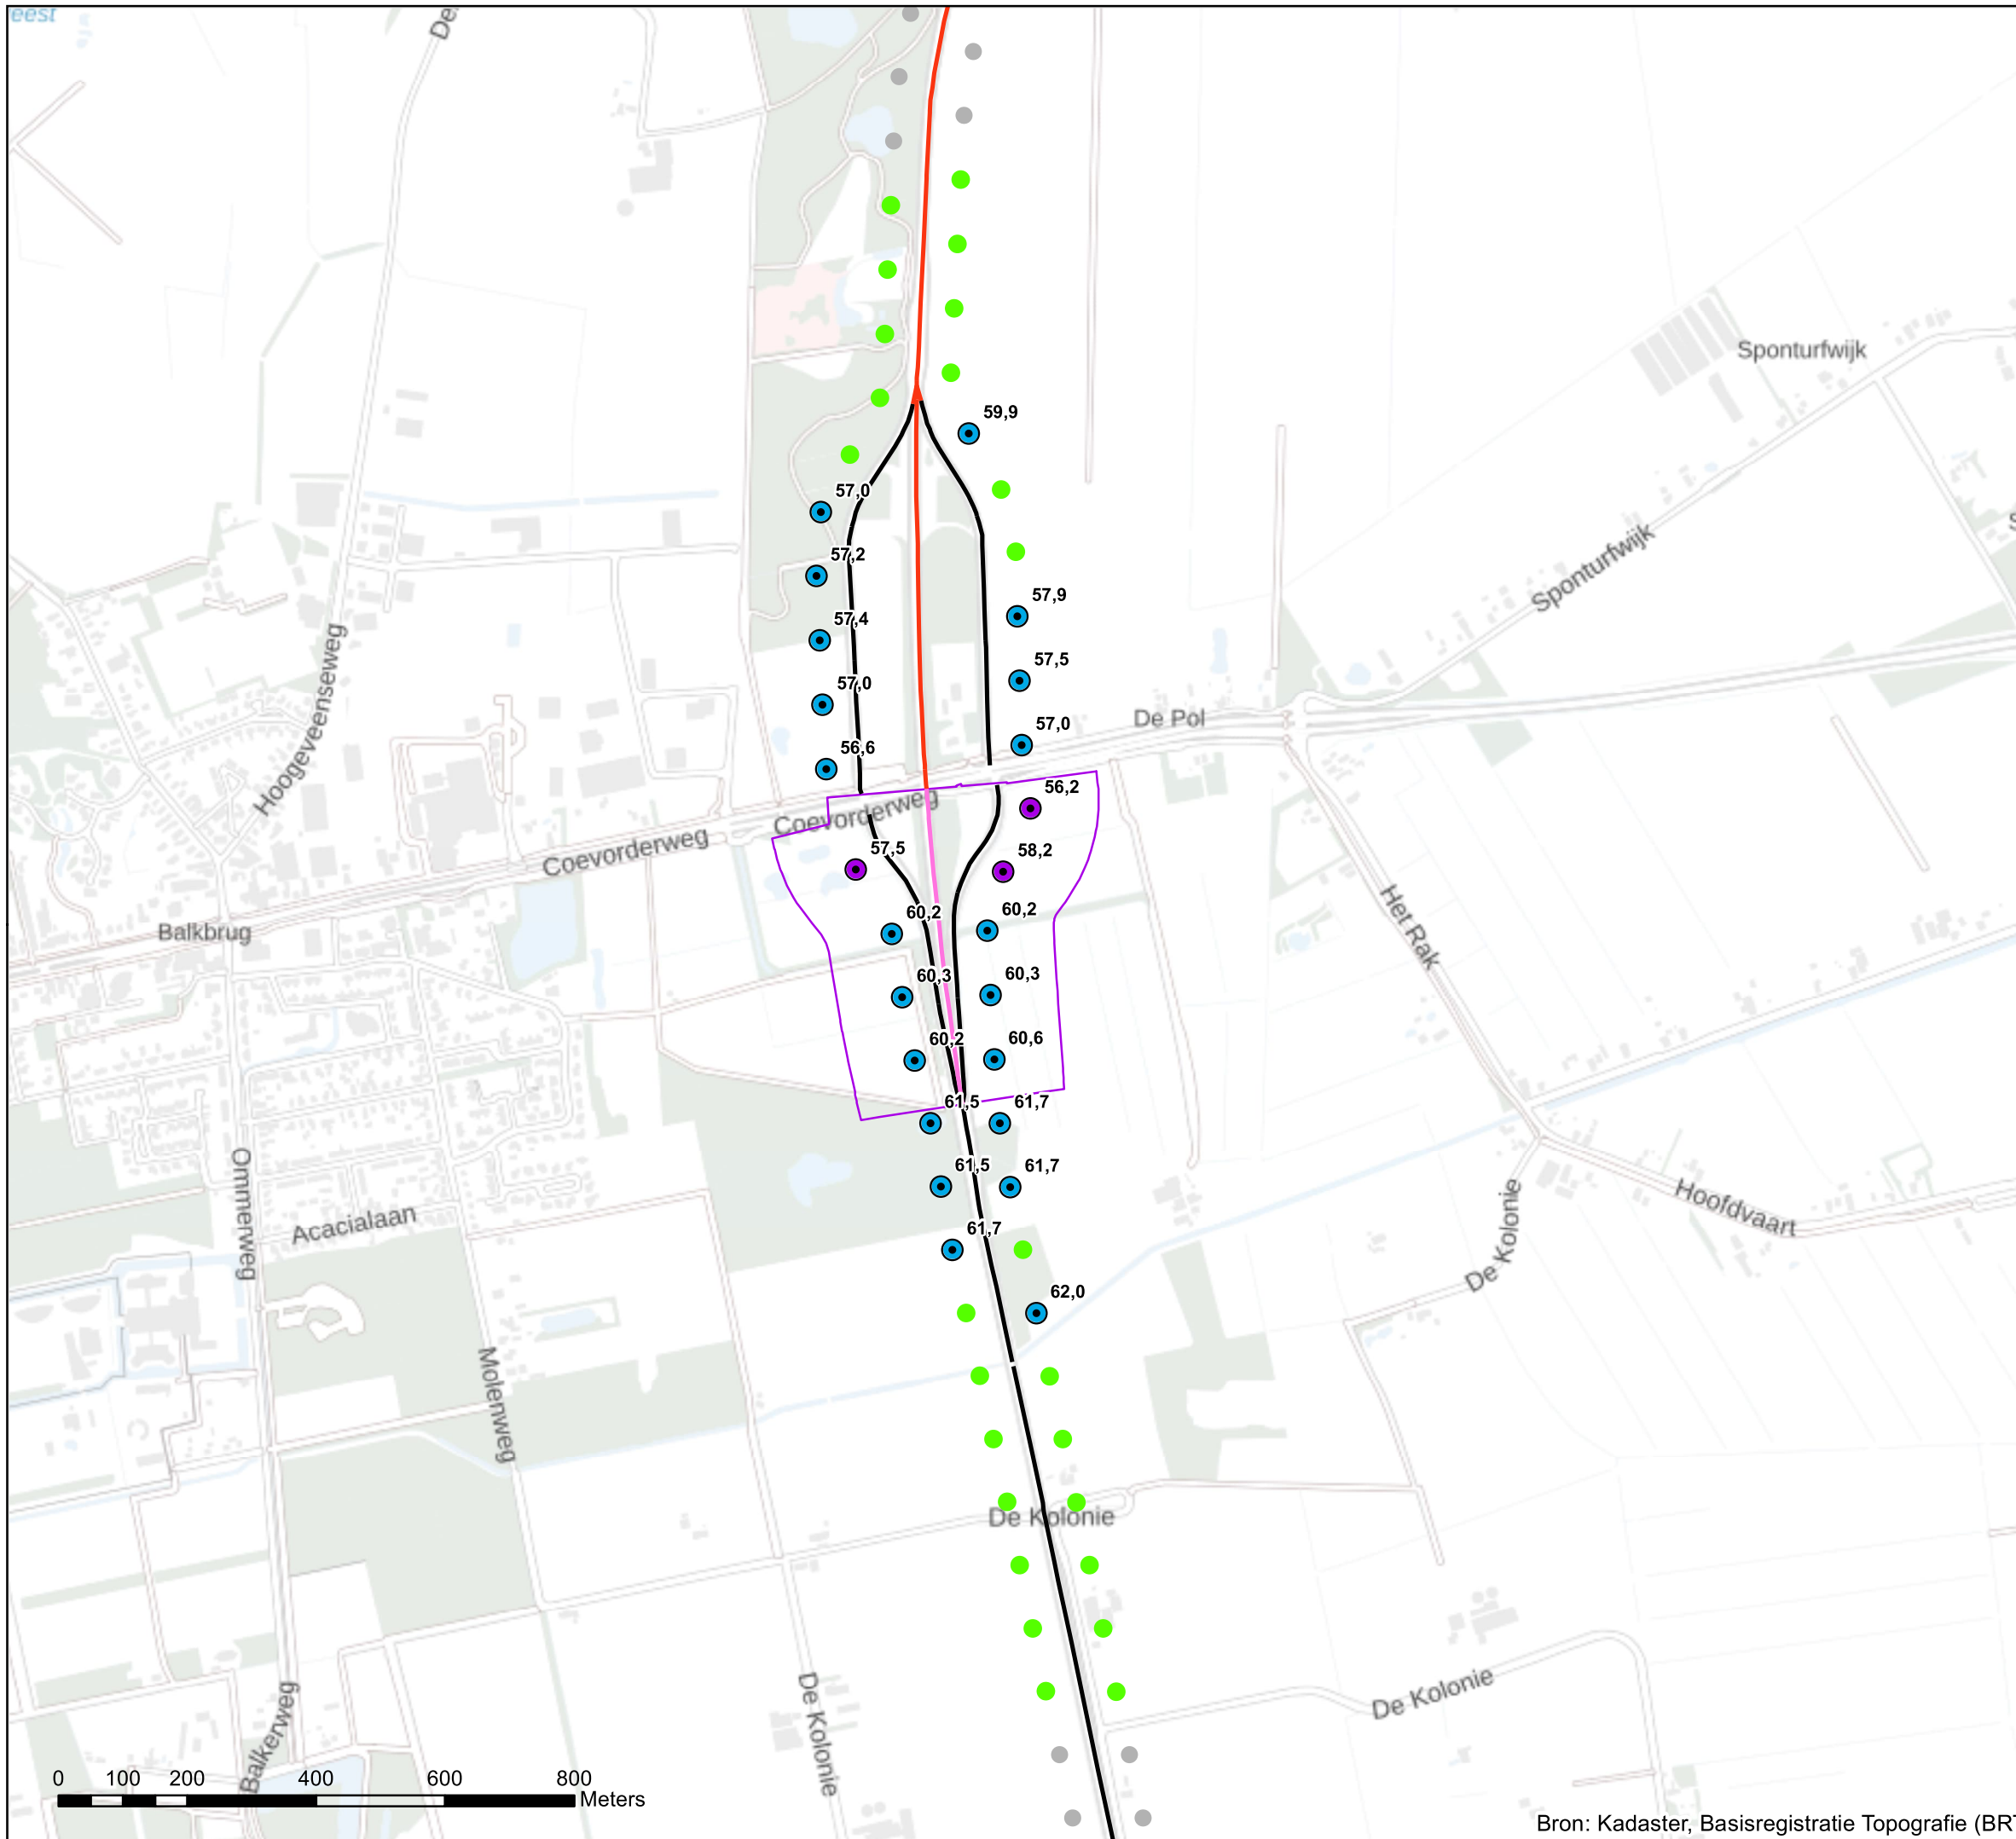 eest
Sponturfwijk
59,9
57,0
Sponturfwijk
57,2
57,9
57,4
Hoogeveenseweg
57,5
57,0
De Pol
57,0
56,6
56,2
Coevorderweg
Coevorderweg
57,5
58,2
60,2
60,2
Het Rak
Balkbrug
60,3
60,3
60,2
60,6
61,5
61,7
61,5
61,7
Ommerweg
Acacialaan
Hoofdvaart
De Kolonie
61,7
62,0
Molenweg
De Kolonie
De Kolonie
De Kolonie
Balkerweg
0 100 200 400 600 800
Meters
Bron: Kadaster, Basisregistratie Topografie (BR